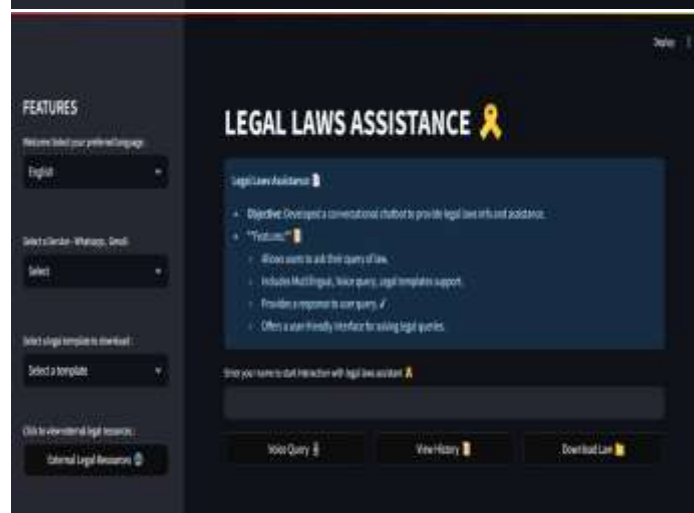 Deploy
FEATURES
Welcome Select your preferred language:
English
Select a Service - Whatsapp, Gmail:
Select
Select a legal template to download:
Select a template
Click to view external legal resources:
External Legal Resources
LEGAL LAWS ASSISTANCE
Legal Laws Assistance
Objective: Developed a conversational chatbot to provide legal laws info and assistance.
**Features:**
Allows users to ask their query of law.
Includes Multilingual, Voice query, Legal templates support.
Provides a response to user query.
Offers a user-friendly interface for asking legal queries.
Enter your name to start interaction with legal laws assistant
Voice Query
View History
Download Law